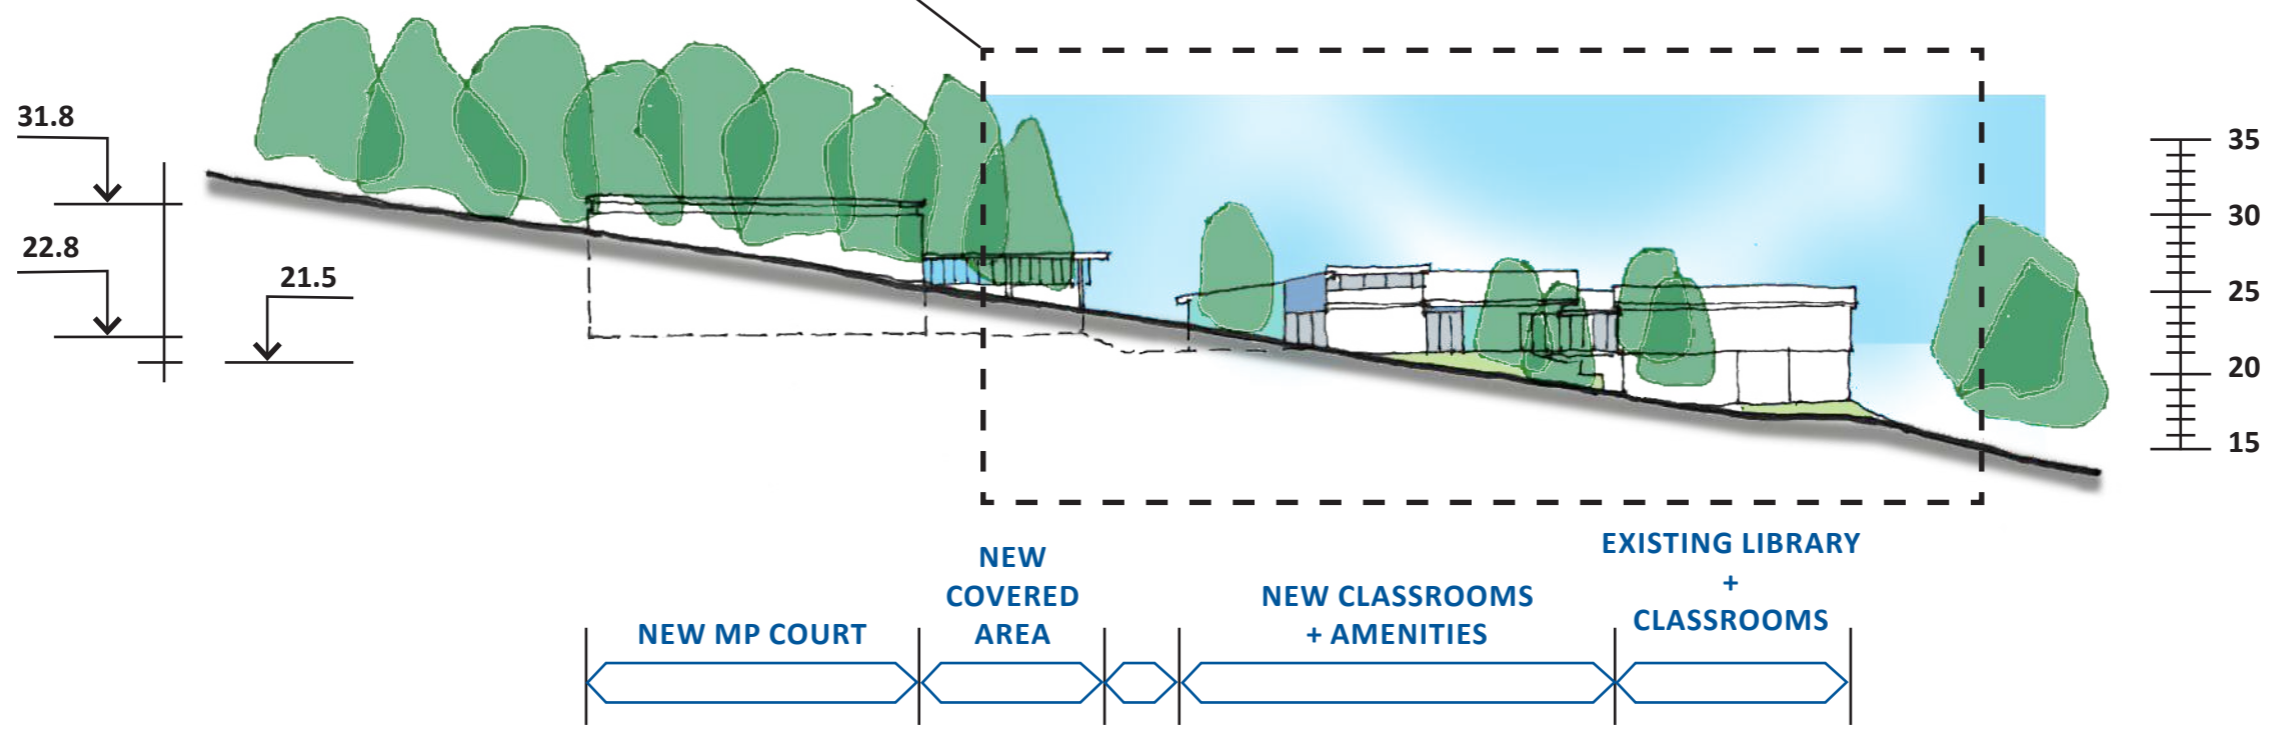 31.8
22.8
21.5
35
30
25
20
15
NEW MP COURT
NEW
COVERED
AREA
NEW CLASSROOMS
+ AMENITIES
EXISTING LIBRARY
+
CLASSROOMS